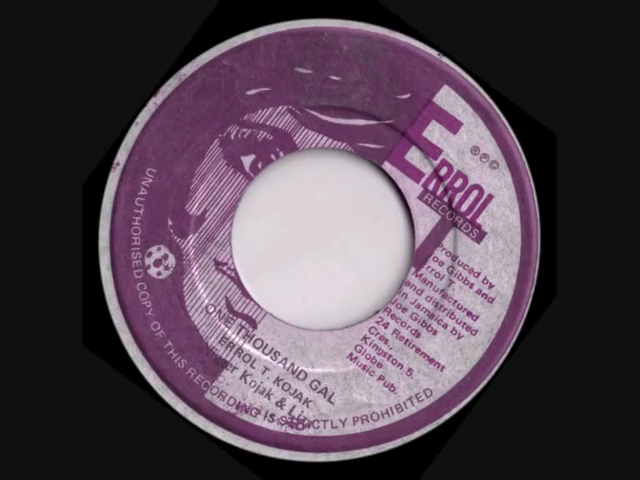 ERROL
RECORDS
℗®©
Produced by
Joe Gibbs and
Errol T.
Manufactured
and distributed
in Jamaica by
Joe Gibbs
Records
24 Retirement
Cres.,
Kingston 5.
Globe
Music Pub.
ONE THOUSAND GAL
ERROL T. KOJAK
Kojak & Liza
UNAUTHORISED COPY OF THIS RECORDING IS STRICTLY PROHIBITED